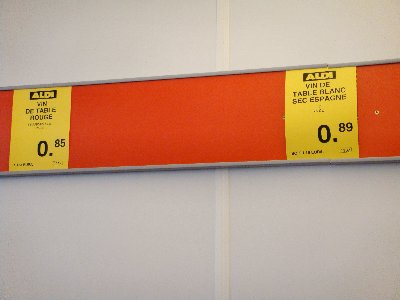 ALDI
VIN
DE TABLE
ROUGE
0.85
ALDI
VIN DE
TABLE BLANC
SEC ESPAGNE
0.89